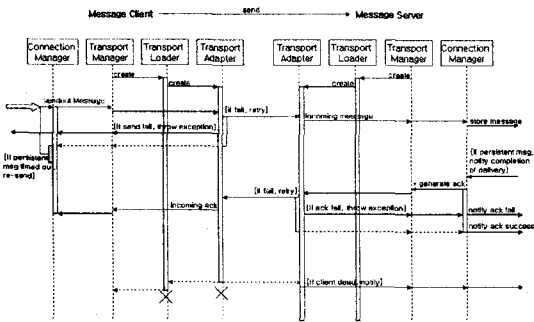 send
Message Client
Message Server
Connection Manager
Transport Manager
Transport Loader
Transport Adapter
Transport Adapter
Transport Loader
Transport Manager
Connection Manager
create
create
create
create
sendout Message
[if fail, retry]
incoming message
store message
[If send fail, throw exception]
[If persistent msg timed out re-send]
[If persistent msg, notify completion of delivery]
generate ack
[if fail, retry]
incoming ack
[If ack fail, throw exception]
notify ack fail
notify ack success
[if client dead, notify]